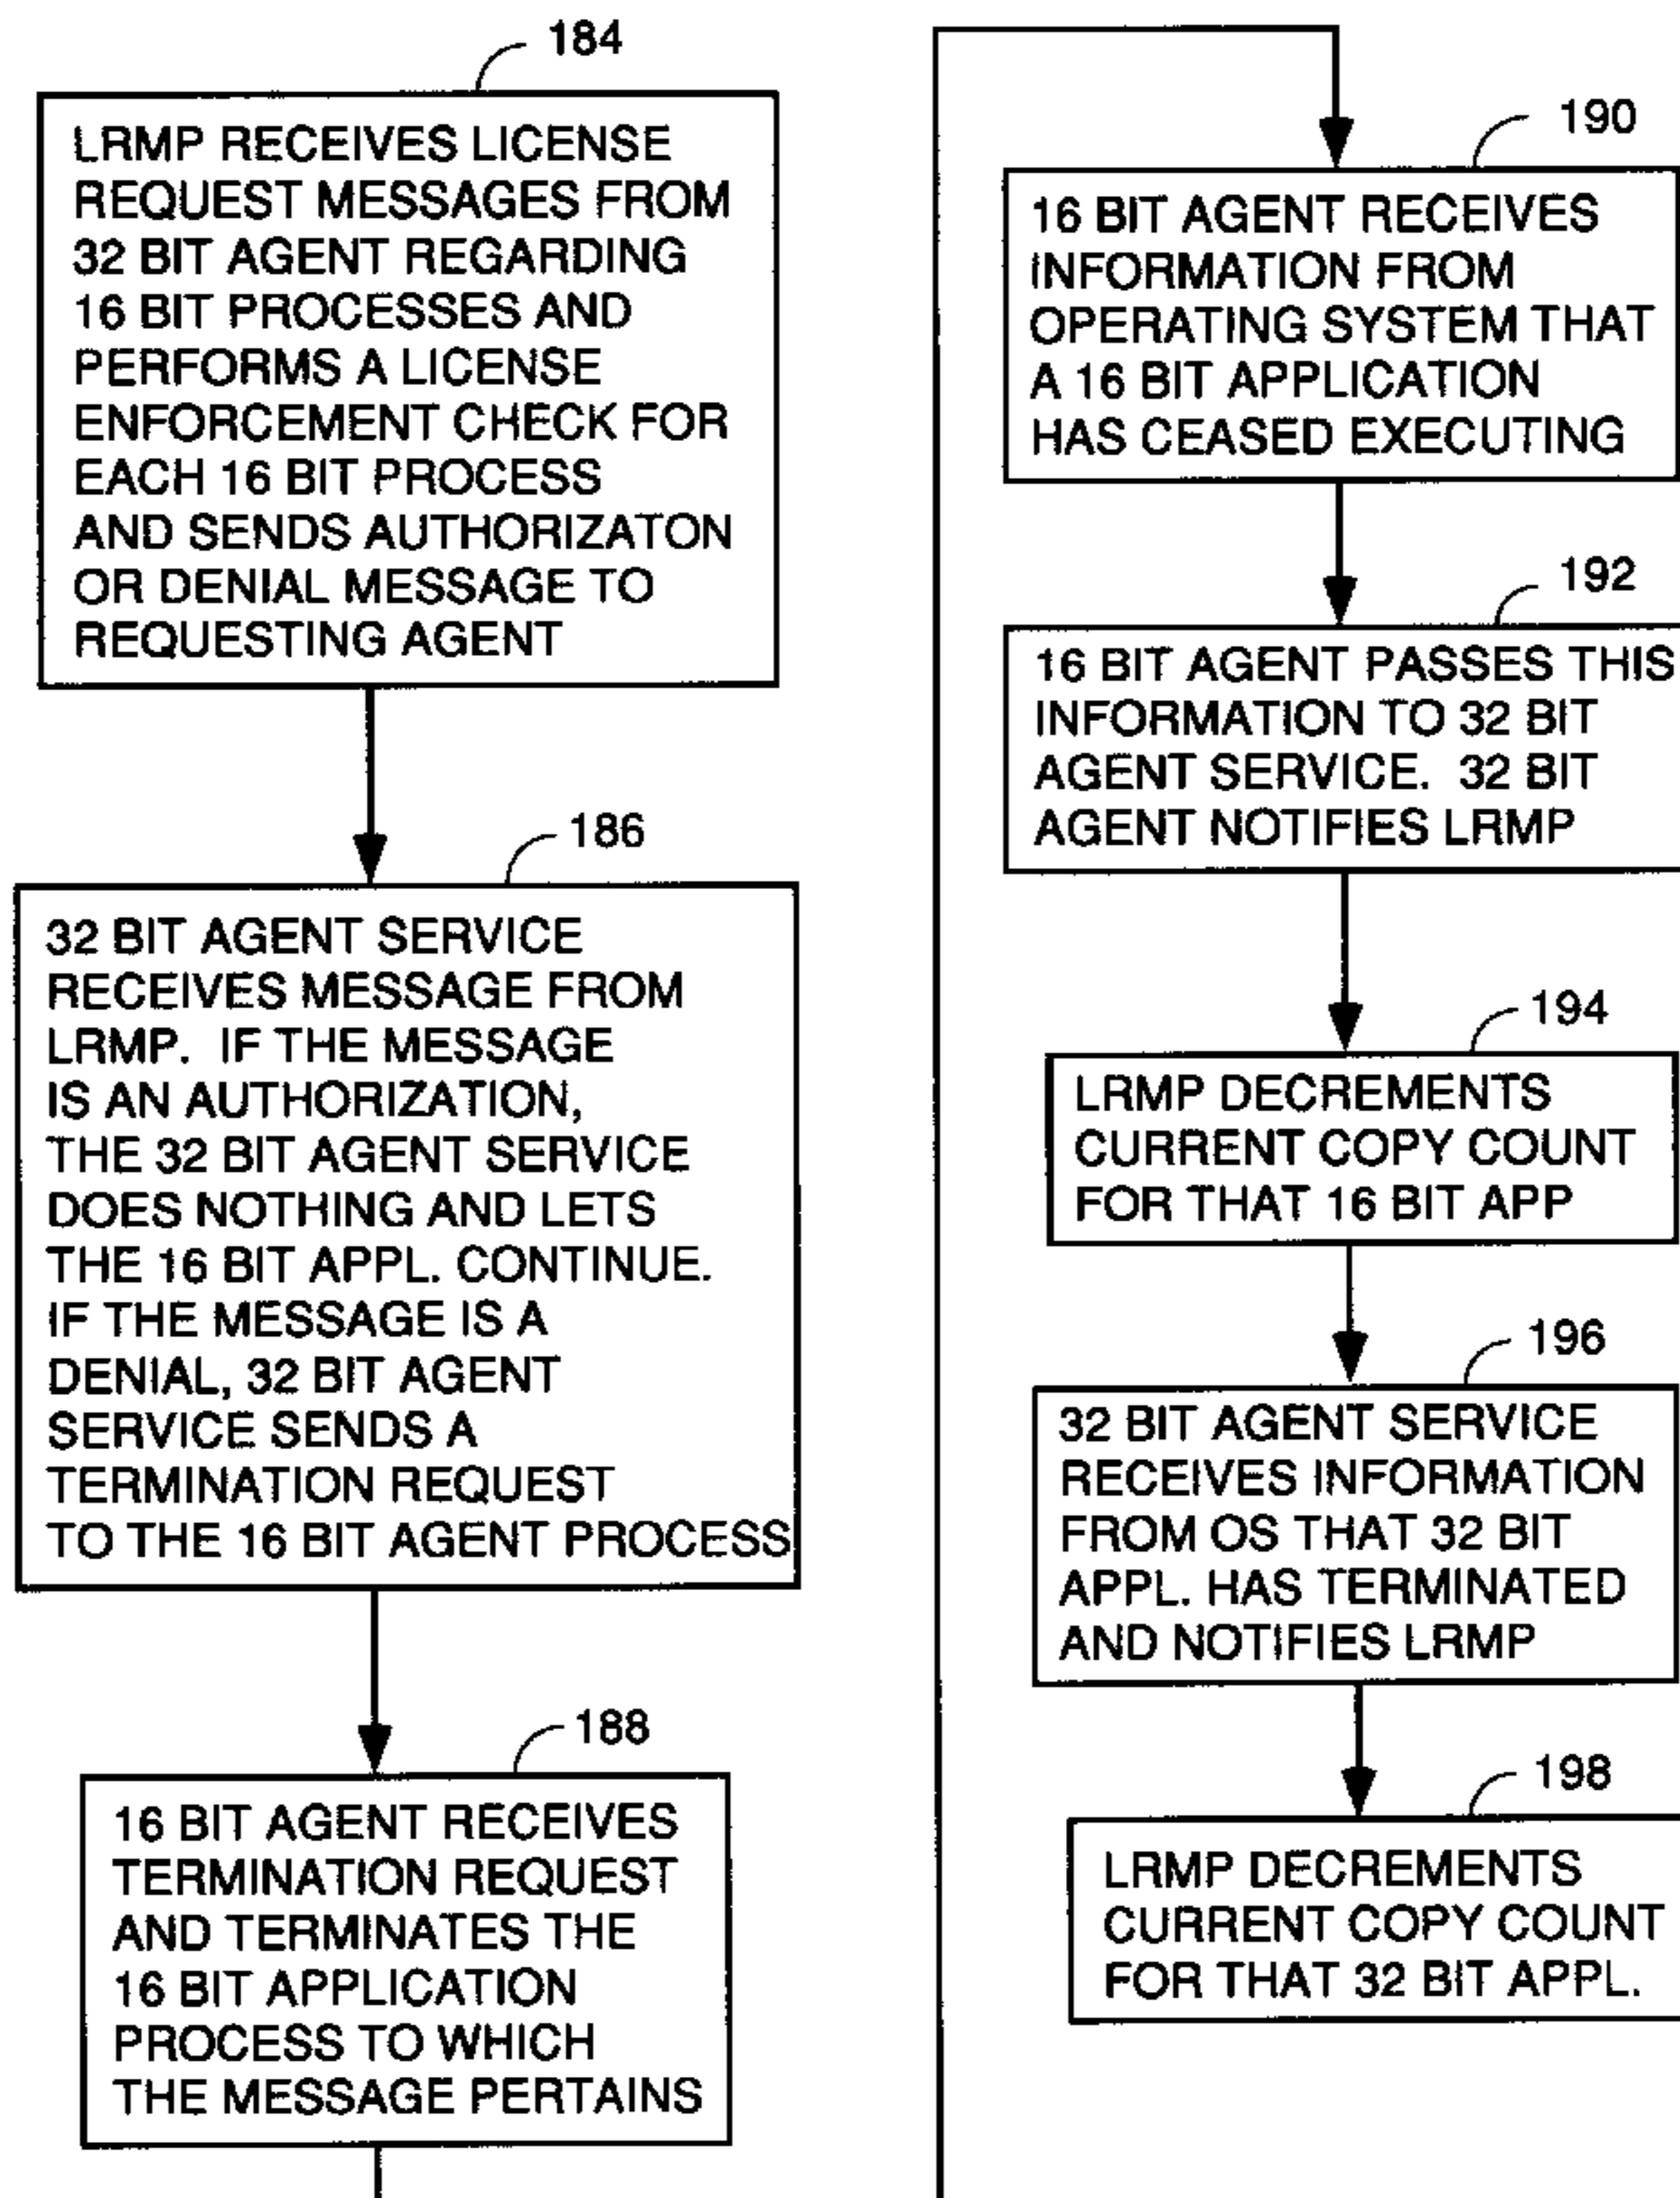 184
LRMP RECEIVES LICENSE
REQUEST MESSAGES FROM
32 BIT AGENT REGARDING
16 BIT PROCESSES AND
PERFORMS A LICENSE
ENFORCEMENT CHECK FOR
EACH 16 BIT PROCESS
AND SENDS AUTHORIZATON
OR DENIAL MESSAGE TO
REQUESTING AGENT
186
32 BIT AGENT SERVICE
RECEIVES MESSAGE FROM
LRMP. IF THE MESSAGE
IS AN AUTHORIZATION,
THE 32 BIT AGENT SERVICE
DOES NOTHING AND LETS
THE 16 BIT APPL. CONTINUE.
IF THE MESSAGE IS A
DENIAL, 32 BIT AGENT
SERVICE SENDS A
TERMINATION REQUEST
TO THE 16 BIT AGENT PROCESS
188
16 BIT AGENT RECEIVES
TERMINATION REQUEST
AND TERMINATES THE
16 BIT APPLICATION
PROCESS TO WHICH
THE MESSAGE PERTAINS
190
16 BIT AGENT RECEIVES
INFORMATION FROM
OPERATING SYSTEM THAT
A 16 BIT APPLICATION
HAS CEASED EXECUTING
192
16 BIT AGENT PASSES THIS
INFORMATION TO 32 BIT
AGENT SERVICE. 32 BIT
AGENT NOTIFIES LRMP
194
LRMP DECREMENTS
CURRENT COPY COUNT
FOR THAT 16 BIT APP
196
32 BIT AGENT SERVICE
RECEIVES INFORMATION
FROM OS THAT 32 BIT
APPL. HAS TERMINATED
AND NOTIFIES LRMP
198
LRMP DECREMENTS
CURRENT COPY COUNT
FOR THAT 32 BIT APPL.